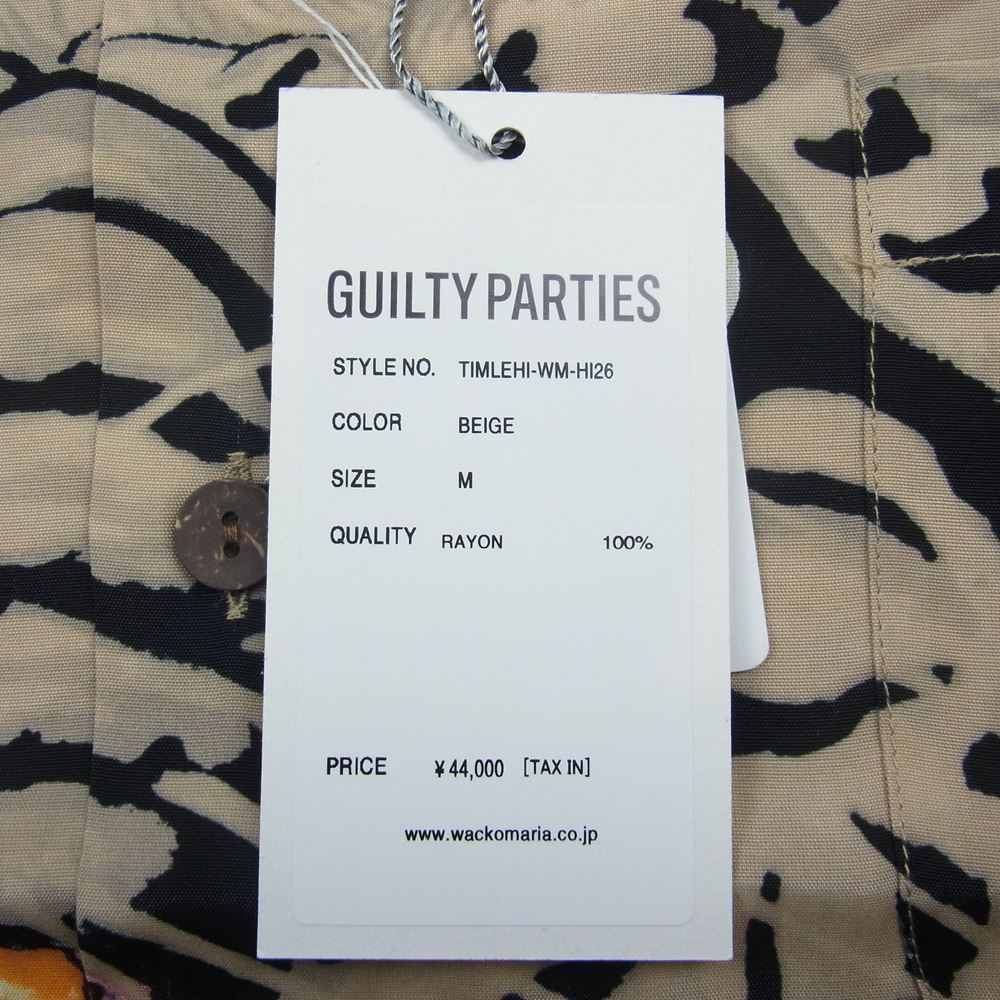 GUILTY PARTIES
STYLE NO. TIMLEHI-WM-HI26
COLOR BEIGE
SIZE M
QUALITY RAYON 100%
PRICE ¥44,000 [TAX IN]
www.wackomaria.co.jp